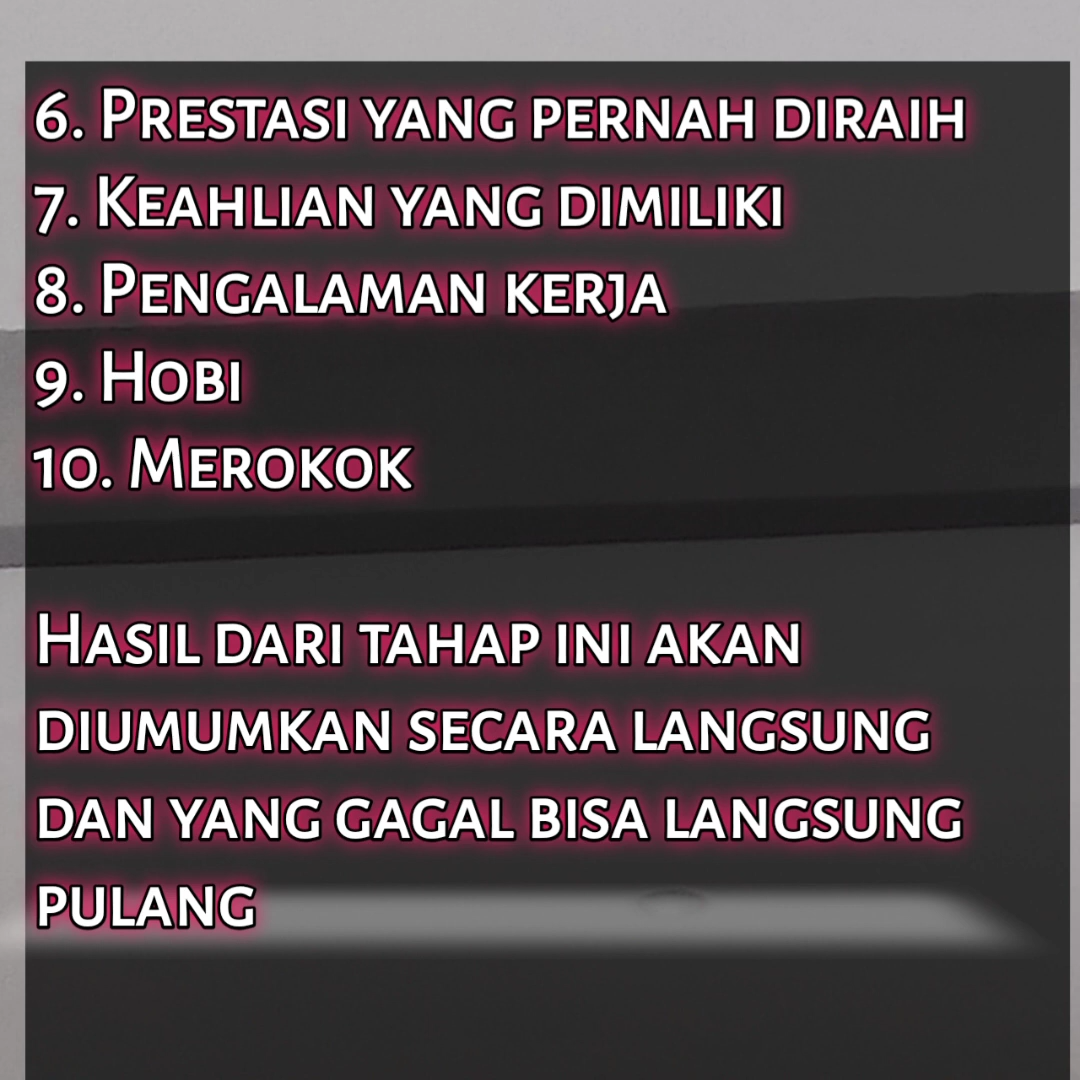 6. Prestasi yang pernah diraih
7. Keahlian yang dimiliki
8. Pengalaman kerja
9. Hobi
10. Merokok
Hasil dari tahap ini akan
diumumkan secara langsung
dan yang gagal bisa langsung
pulang